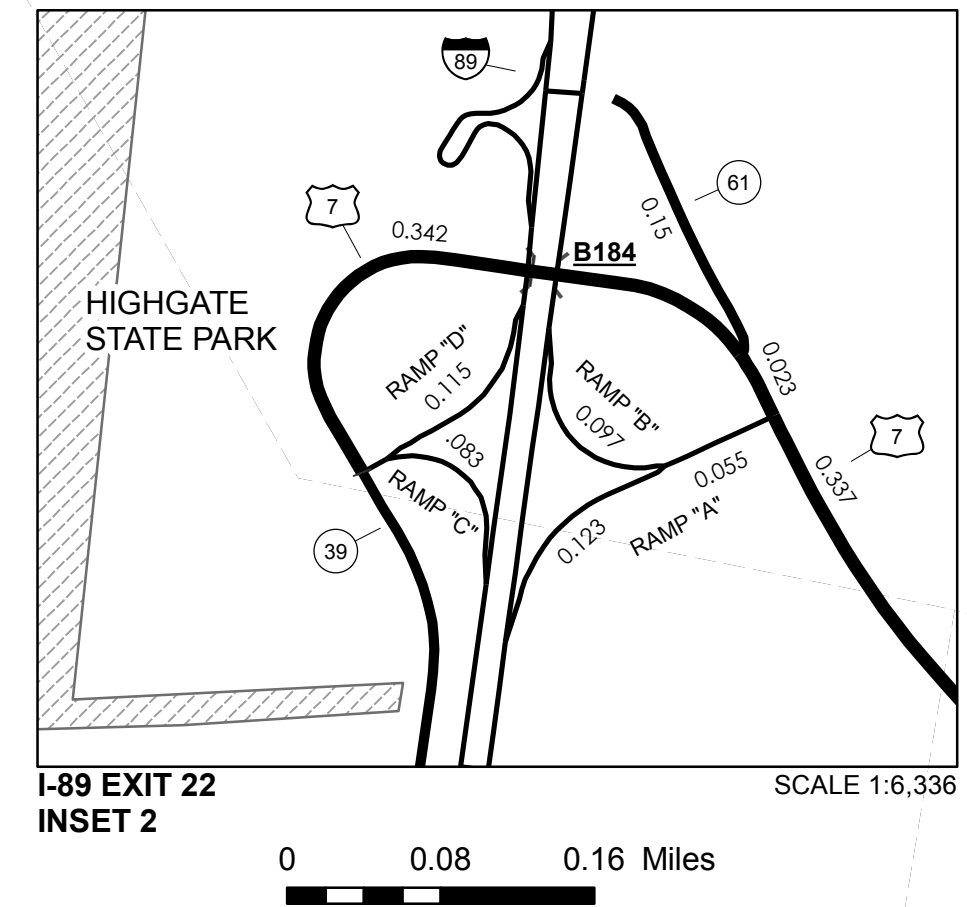 89
61
7
0.15
0.342
B184
HIGHGATE
STATE PARK
RAMP "D"
0.115
RAMP "B"
0.097
0.023
7
.083
0.055
0.337
RAMP "C"
RAMP "A"
0.123
39
I-89 EXIT 22
INSET 2
SCALE 1:6,336
0 0.08 0.16 Miles